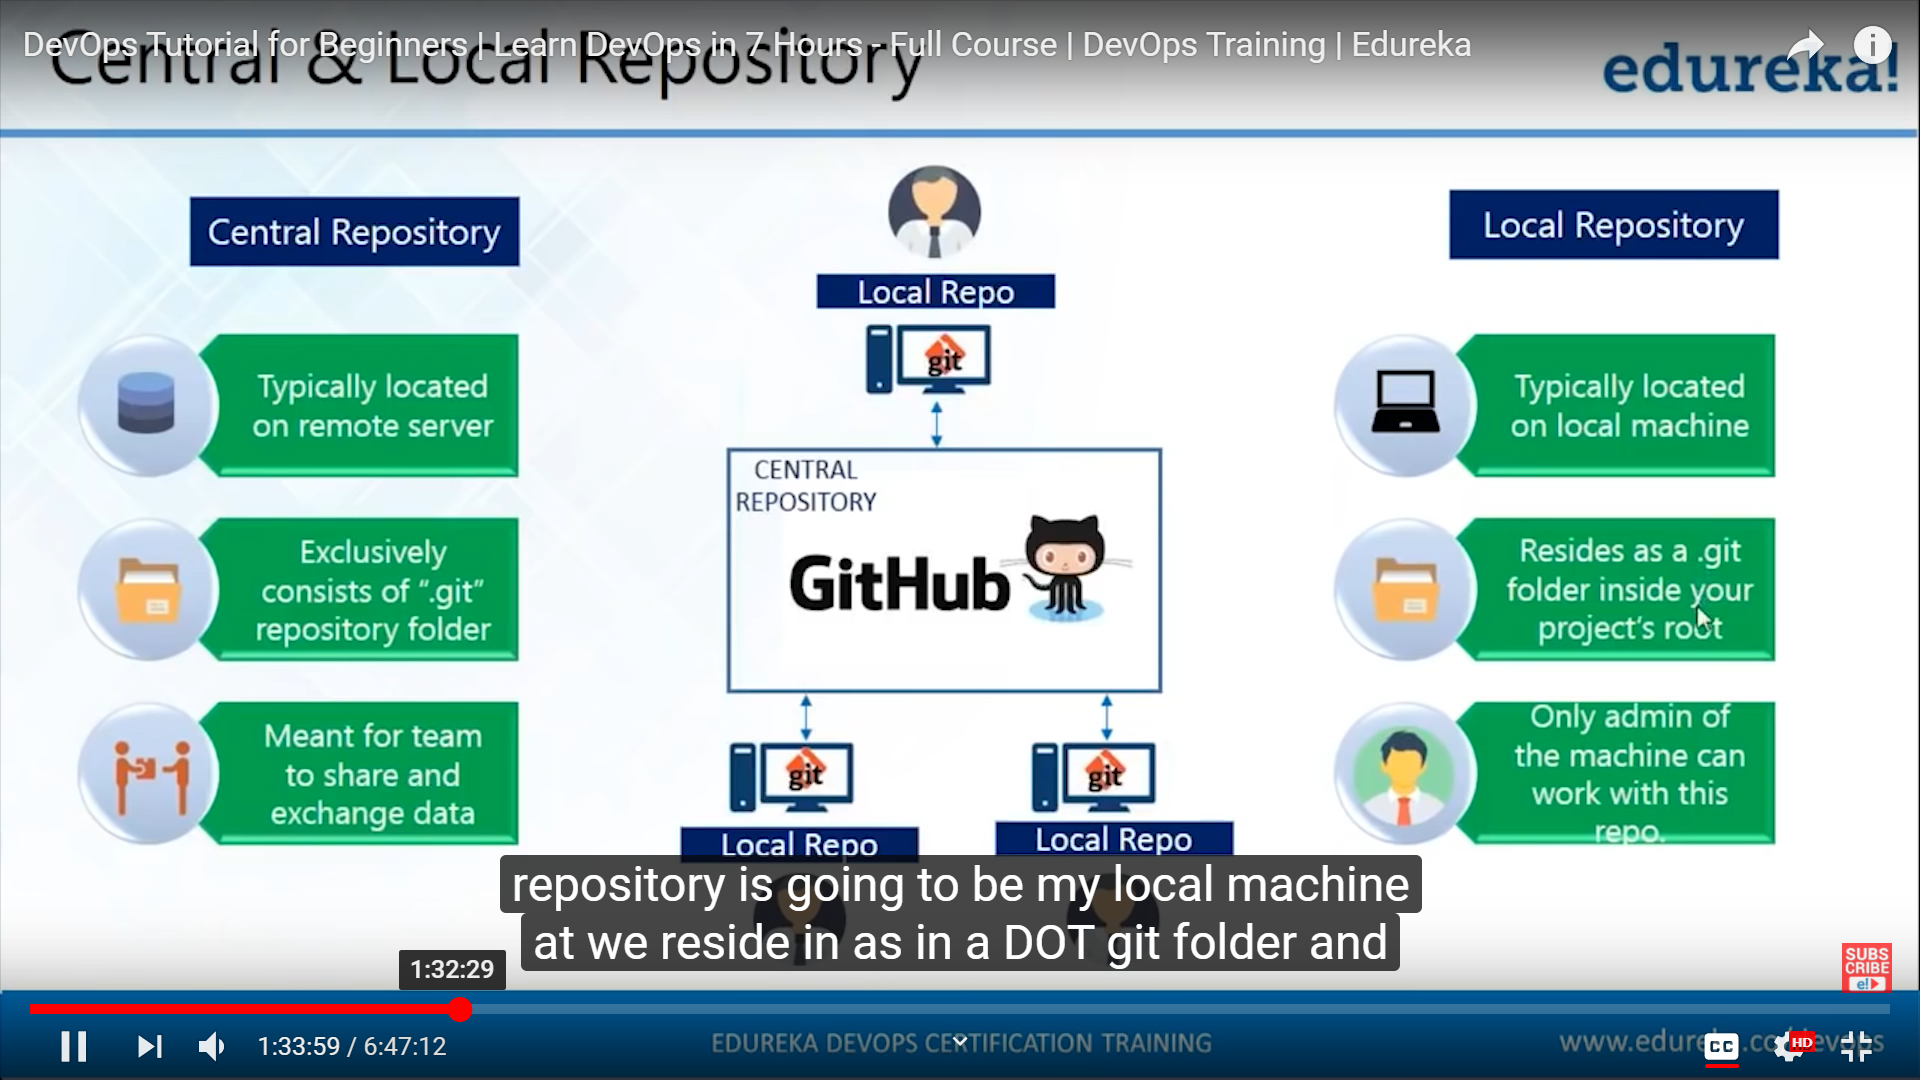 DevOps Tutorial for Beginners | Learn DevOps in 7 Hours - Full Course | DevOps Training | Edureka
Central & Local Repository
edureka!
Central Repository
Typically located
on remote server
Exclusively
consists of “.git”
repository folder
Meant for team
to share and
exchange data
Local Repo
git
CENTRAL
REPOSITORY
GitHub
git
git
Local Repo
Local Repo
Local Repository
Typically located
on local machine
Resides as a .git
folder inside your
project‘s root
Only admin of
the machine can
work with this
repo.
repository is going to be my local machine
at we reside in as in a DOT git folder and
1:32:29
SUBS
CRIBE
e!
1:33:59 / 6:47:12
EDUREKA DEVOPS CERTIFICATION TRAINING
CC
HD